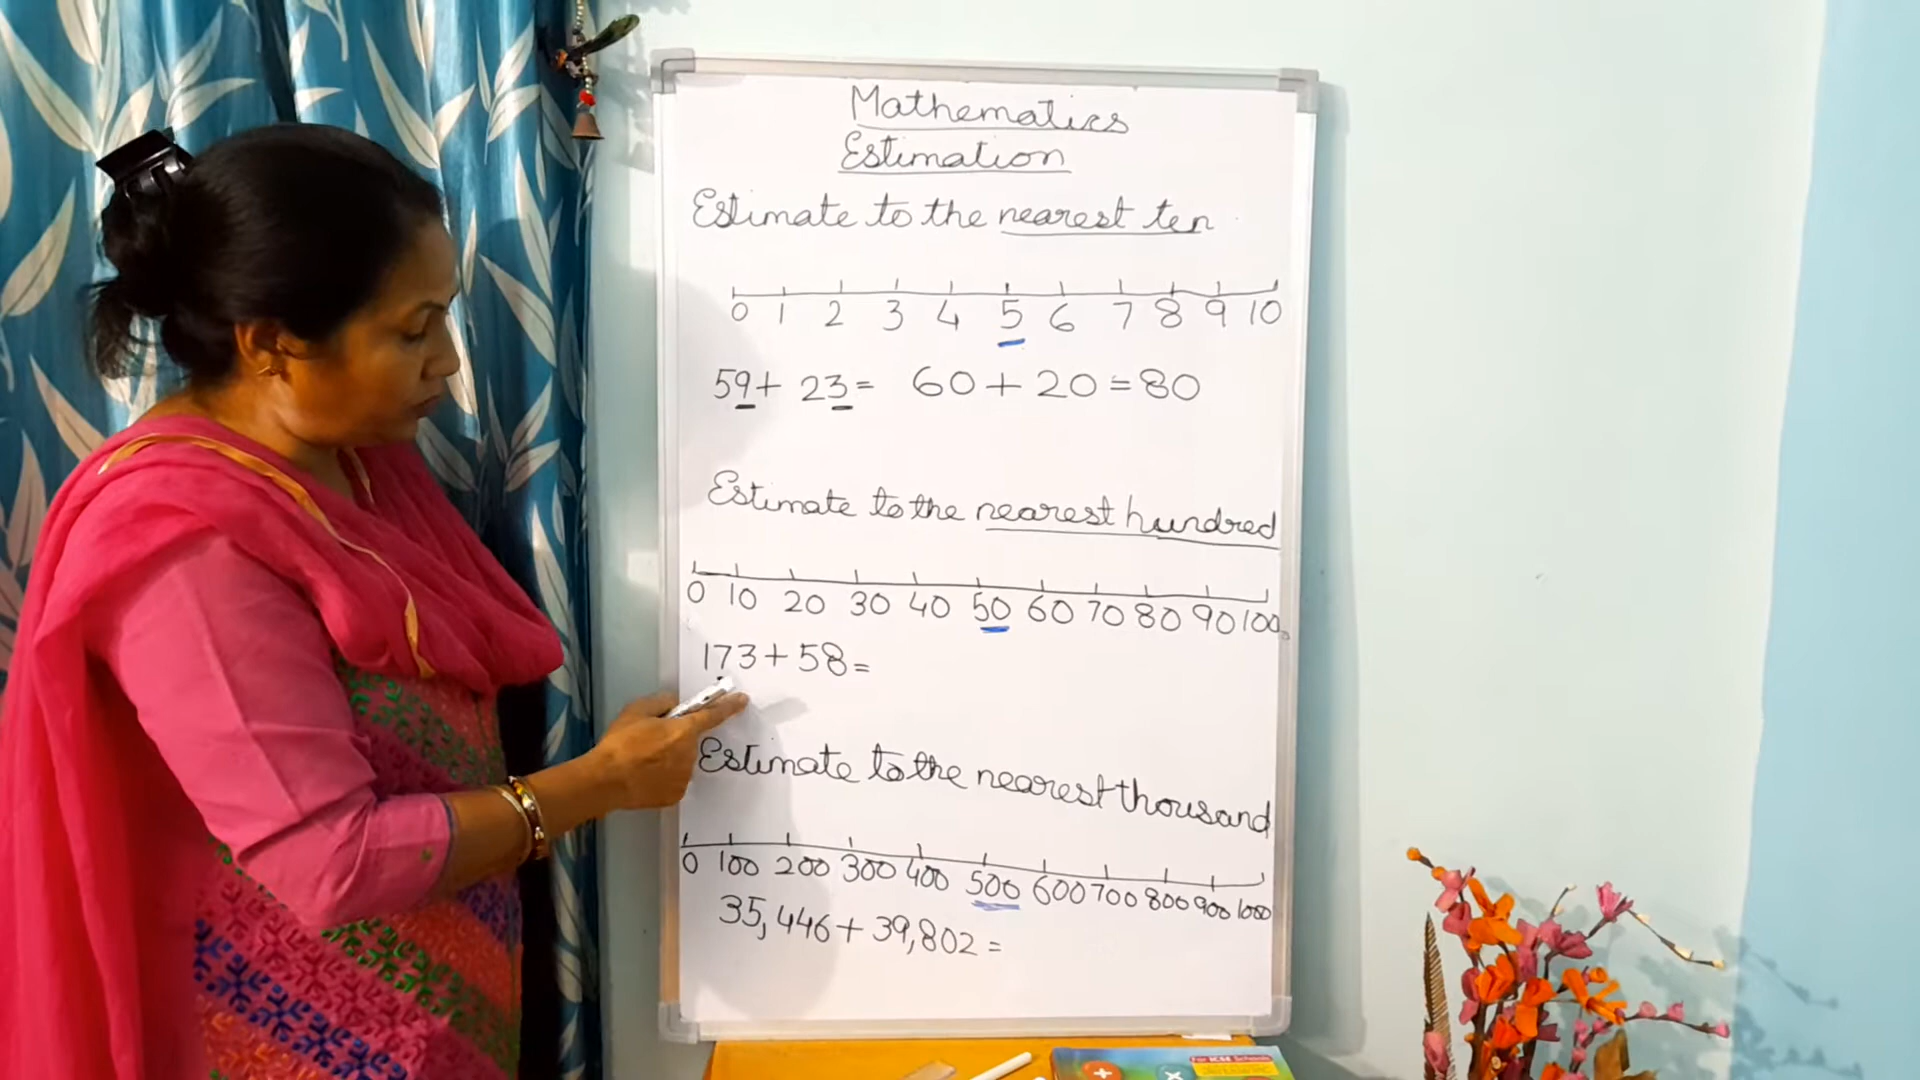 Mathematics
Estimation
Estimate to the nearest ten
0 1 2 3 4 5 6 7 8 9 10
59 + 23 = 60 + 20 = 80
Estimate to the nearest hundred
0 10 20 30 40 50 60 70 80 90 100
173 + 58 =
Estimate to the nearest thousand
0 100 200 300 400 500 600 700 800 900 1000
35,446 + 39,802 =
For ICSE Schools